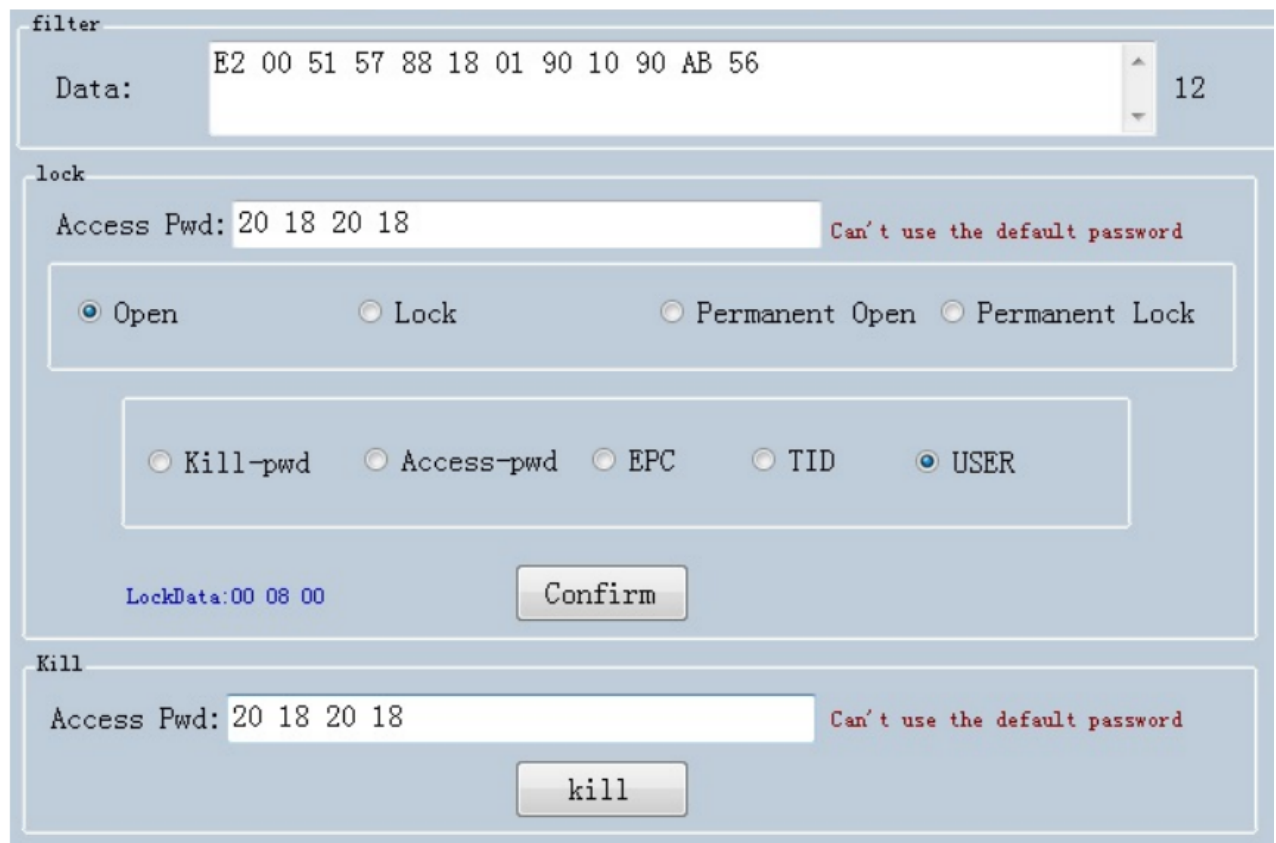 filter
Data: E2 00 51 57 88 18 01 90 10 90 AB 56 12
lock
Access Pwd: 20 18 20 18 Can't use the default password
Open Lock Permanent Open Permanent Lock
Kill-pwd Access-pwd EPC TID USER
LockData:00 08 00 Confirm
Kill
Access Pwd: 20 18 20 18 Can't use the default password
kill